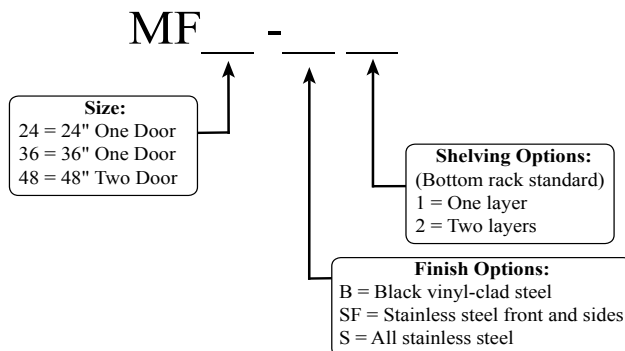 MF__ -__ __
Size:
24 = 24" One Door
36 = 36" One Door
48 = 48" Two Door
Shelving Options:
(Bottom rack standard)
1 = One layer
2 = Two layers
Finish Options:
B = Black vinyl-clad steel
SF = Stainless steel front and sides
S = All stainless steel